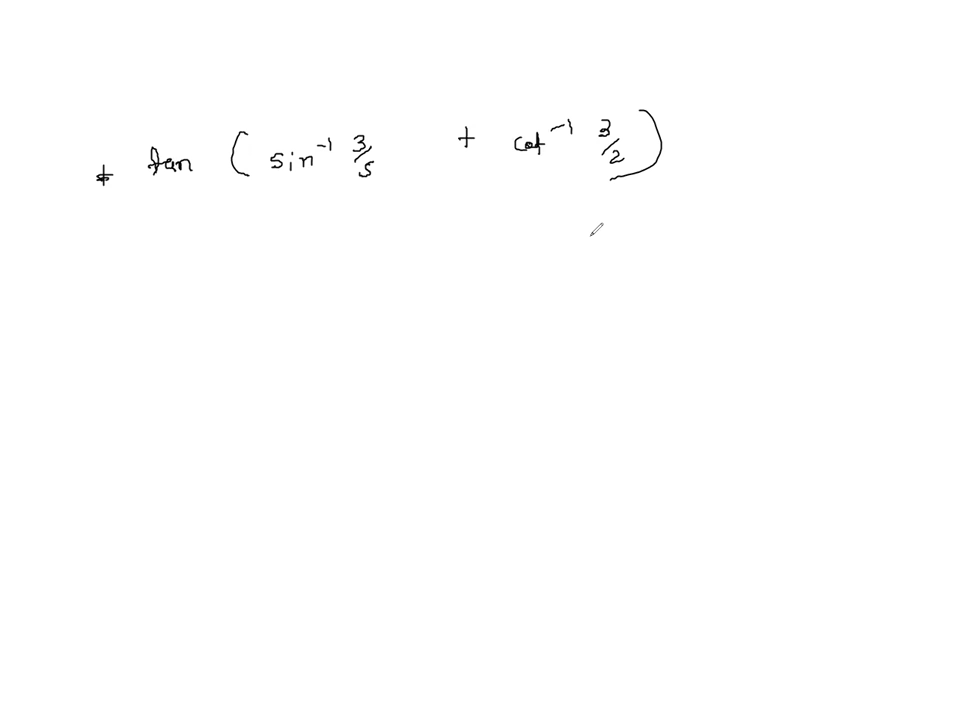 * tan ( sin⁻¹ 3/5 + cot⁻¹ 3/2 )